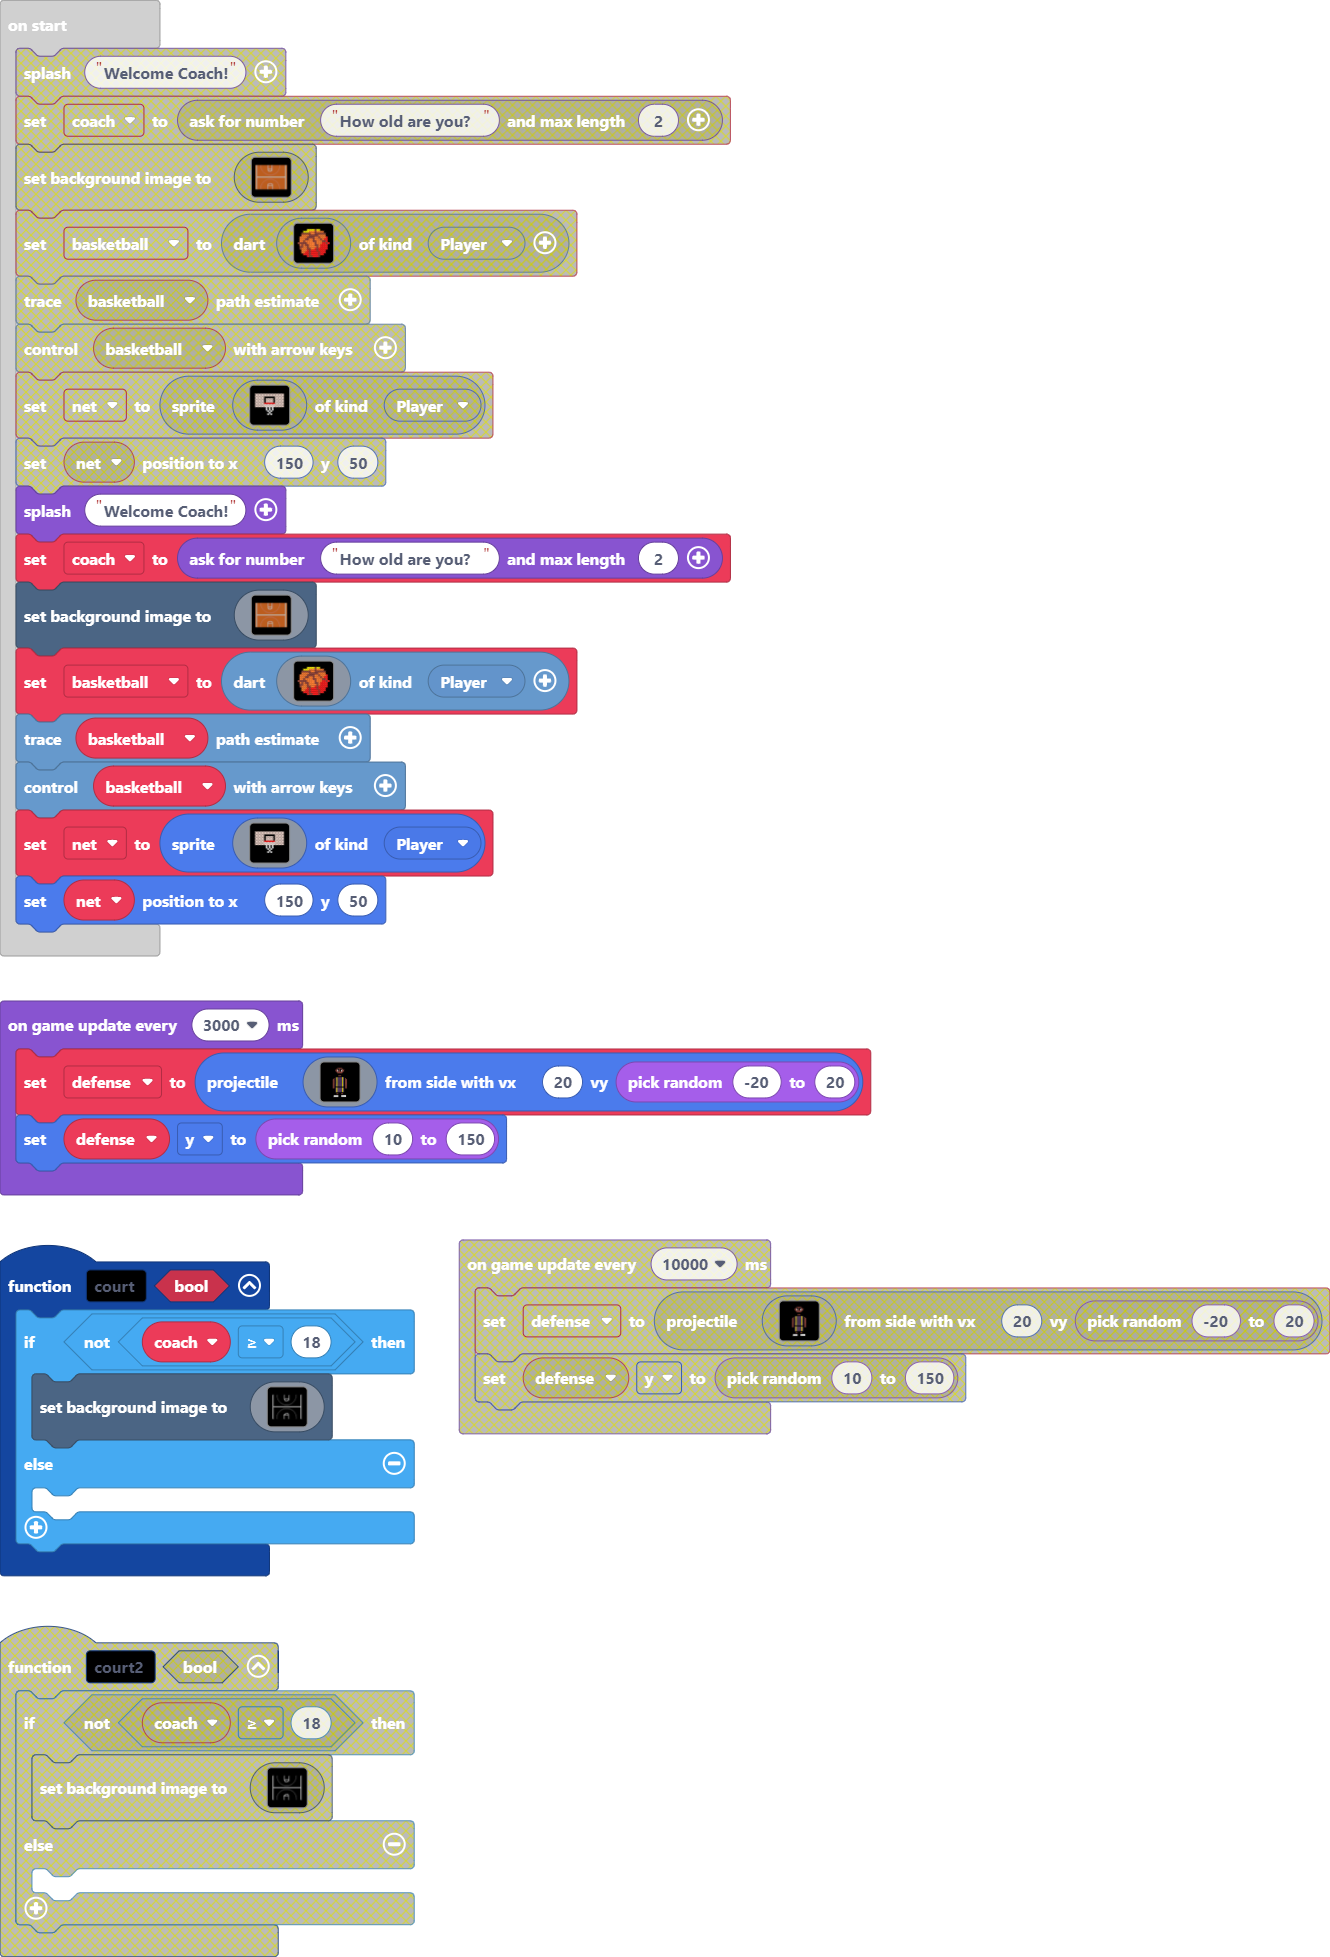 on start
splash "Welcome Coach!"
set coach to ask for number "How old are you? " and max length 2
set background image to
set basketball to dart of kind Player
trace basketball path estimate
control basketball with arrow keys
set net to sprite of kind Player
set net position to x 150 y 50
splash "Welcome Coach!"
set coach to ask for number "How old are you? " and max length 2
set background image to
set basketball to dart of kind Player
trace basketball path estimate
control basketball with arrow keys
set net to sprite of kind Player
set net position to x 150 y 50
on game update every 3000 ms
set defense to projectile from side with vx 20 vy pick random -20 to 20
set defense y to pick random 10 to 150
function court bool
if not coach ≥ 18 then
set background image to
else
on game update every 10000 ms
set defense to projectile from side with vx 20 vy pick random -20 to 20
set defense y to pick random 10 to 150
function court2 bool
if not coach ≥ 18 then
set background image to
else